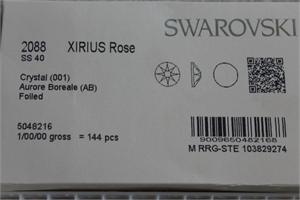 SWAROVSKI
2088 XIRIUS Rose
SS 40
Crystal (001)
Aurore Boreale (AB)
Foiled
5048216
1/00/00 gross = 144 pcs
9009650482168
M RRG-STE 103829274